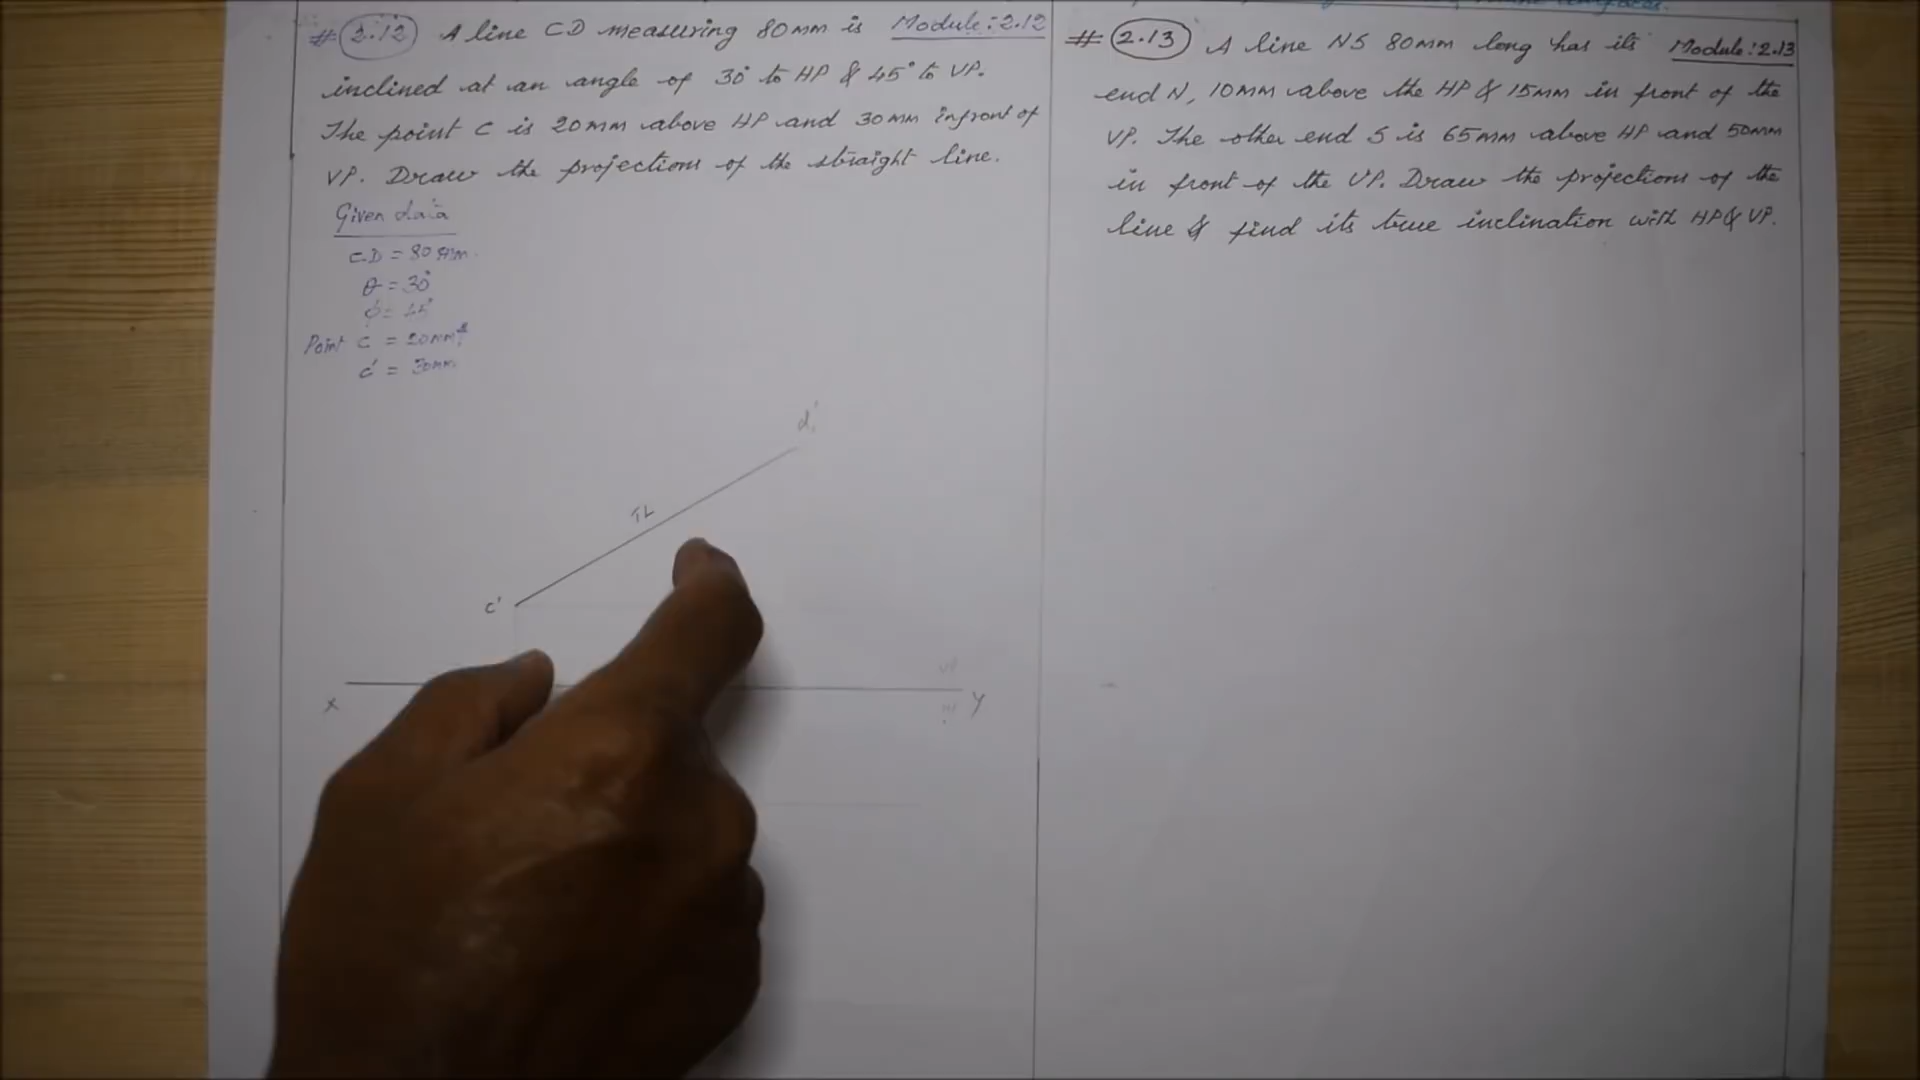 # 2.12 A line CD measuring 80mm is Module: 2.12
inclined at an angle of 30° to HP & 45° to VP.
The point C is 20mm above HP and 30mm infront of
VP. Draw the projections of the straight line.
Given data
CD = 80mm.
θ = 30°
φ = 45°
Point C = 20mm
c' = 30mm
d₁'
TL
c'
VP
X Y
# 2.13 A line NS 80mm long has its Module: 2.13
end N, 10mm above the HP & 15mm in front of the
VP. The other end S is 65mm above HP and 50mm
in front of the VP. Draw the projections of the
line & find its true inclination with HP & VP.